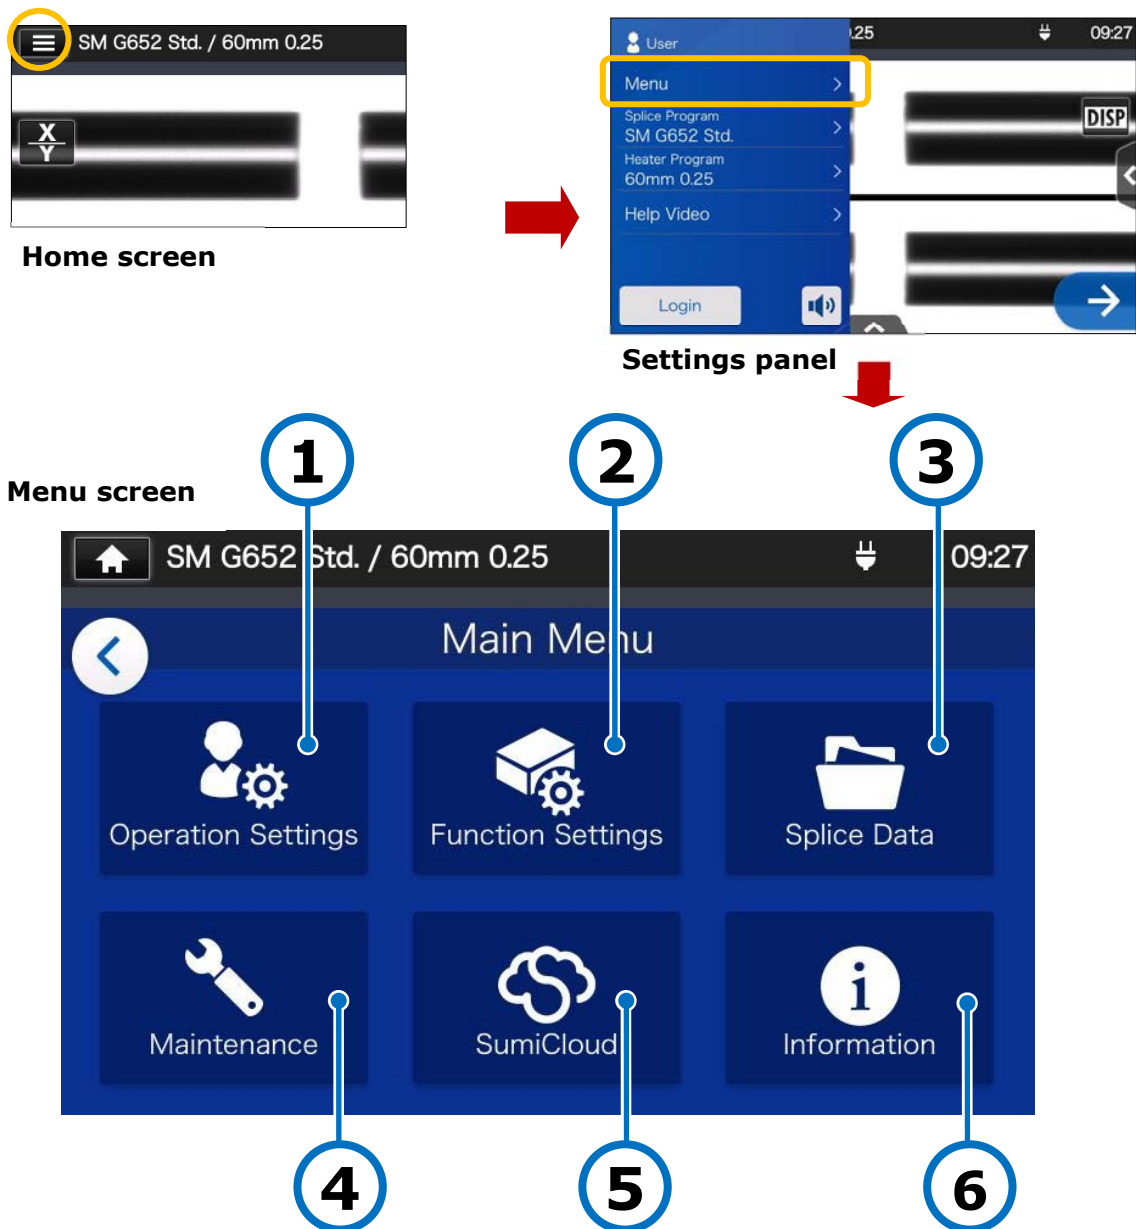 SM G652 Std. / 60mm 0.25
X
Y
Home screen
.25
09:27
User
Menu
Splice Program
SM G652 Std.
Heater Program
60mm 0.25
Help Video
Login
DISP
Settings panel
1
2
3
Menu screen
SM G652 Std. / 60mm 0.25
09:27
Main Menu
Operation Settings
Function Settings
Splice Data
Maintenance
SumiCloud
Information
4
5
6